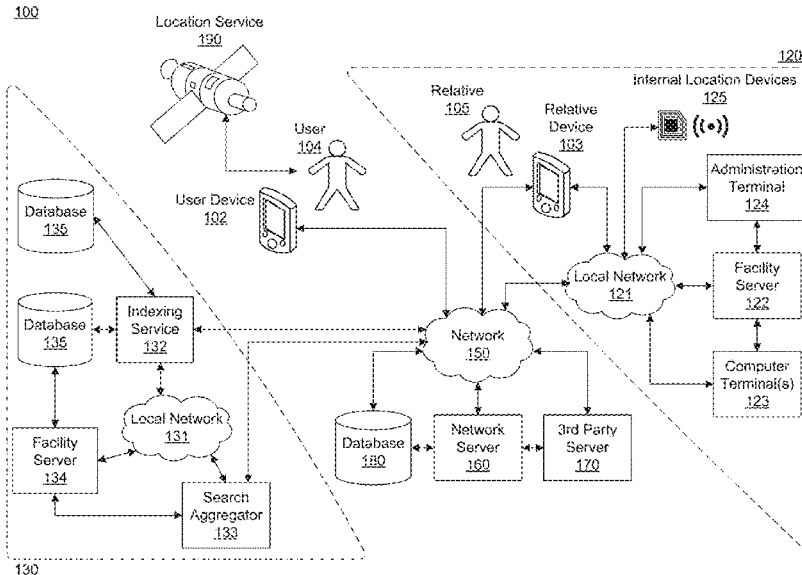 100
Location Service
190
120
Internal Location Devices
125
Relative
105
Relative
Device
103
User
104
User Device
102
Administration
Terminal
124
Database
135
Local Network
121
Facility
Server
122
Database
135
Indexing
Service
132
Network
150
Computer
Terminal(s)
123
Local Network
131
Facility
Server
134
Database
180
Network
Server
160
3rd Party
Server
170
Search
Aggregator
133
130